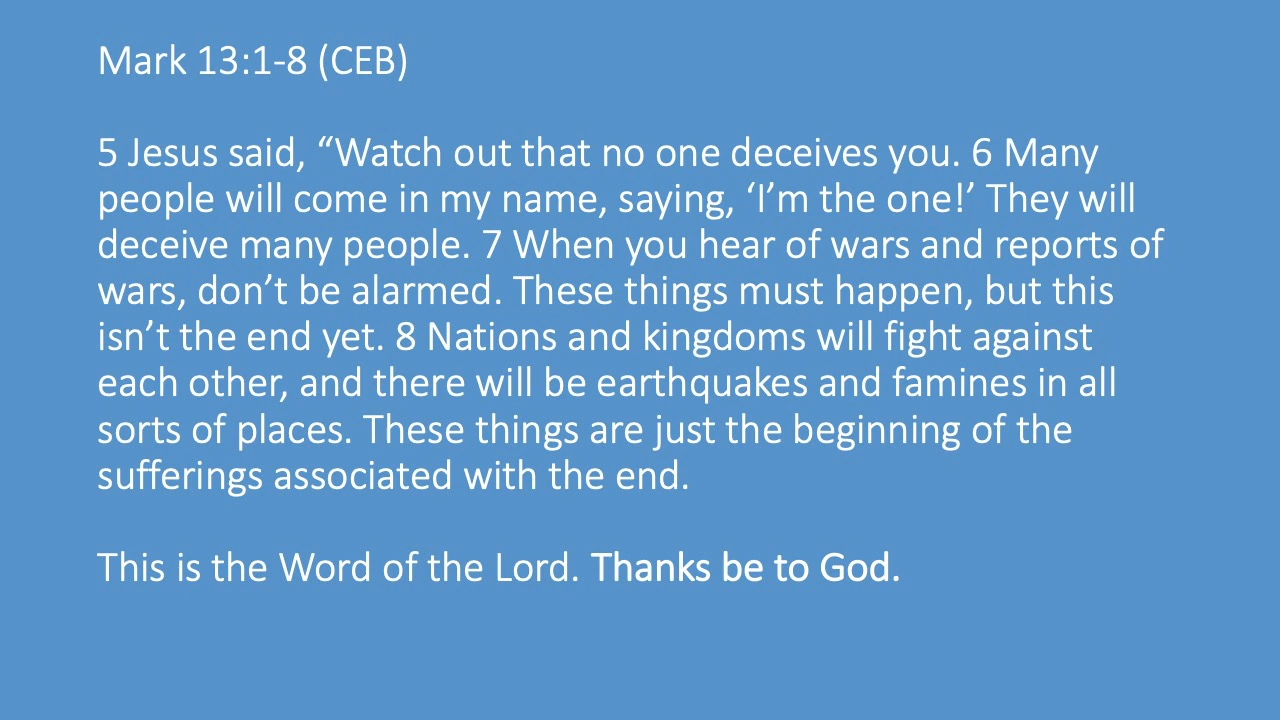 Mark 13:1-8 (CEB)
5 Jesus said, “Watch out that no one deceives you. 6 Many
people will come in my name, saying, ‘I’m the one!’ They will
deceive many people. 7 When you hear of wars and reports of
wars, don’t be alarmed. These things must happen, but this
isn’t the end yet. 8 Nations and kingdoms will fight against
each other, and there will be earthquakes and famines in all
sorts of places. These things are just the beginning of the
sufferings associated with the end.
This is the Word of the Lord. Thanks be to God.